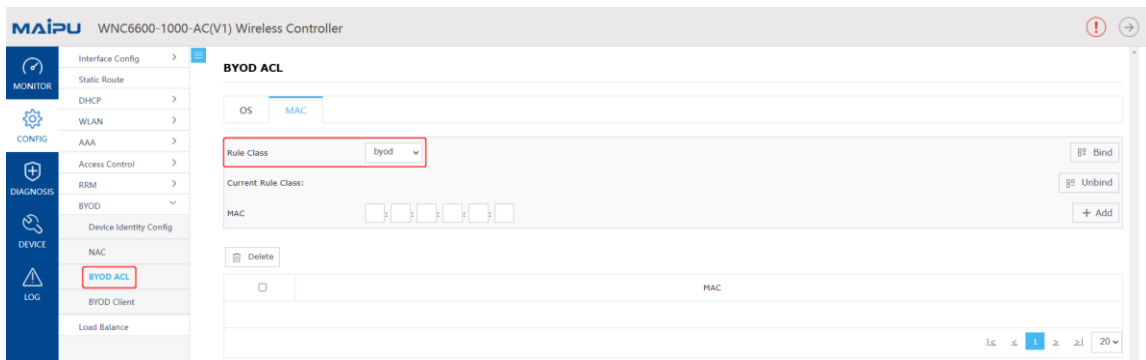 MAIPU WNC6600-1000-AC(V1) Wireless Controller
MONITOR
CONFIG
DIAGNOSIS
DEVICE
LOG
Interface Config
Static Route
DHCP
WLAN
AAA
Access Control
RRM
BYOD
Device Identity Config
NAC
BYOD ACL
BYOD Client
Load Balance
BYOD ACL
OS MAC
Rule Class byod Bind
Current Rule Class: Unbind
MAC : : : : : + Add
Delete
MAC
1 20